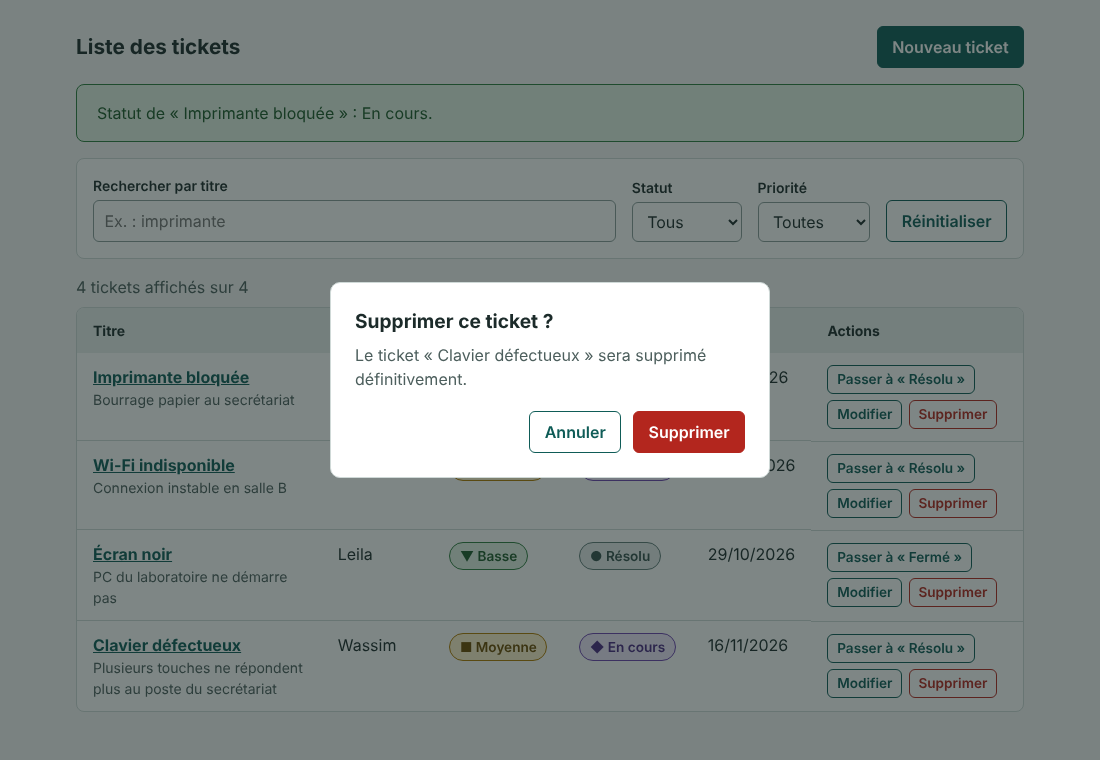 Liste des tickets
Nouveau ticket
Statut de « Imprimante bloquée » : En cours.
Rechercher par titre
Statut
Priorité
Ex. : imprimante
Tous
Toutes
Réinitialiser
4 tickets affichés sur 4
Titre
Actions
Supprimer ce ticket ?
Le ticket « Clavier défectueux » sera supprimé
définitivement.
Annuler
Supprimer
Imprimante bloquée
Bourrage papier au secrétariat
26
Passer à « Résolu »
Modifier
Supprimer
Wi-Fi indisponible
Connexion instable en salle B
026
Passer à « Résolu »
Modifier
Supprimer
Écran noir
PC du laboratoire ne démarre
pas
Leila
▼ Basse
● Résolu
29/10/2026
Passer à « Fermé »
Modifier
Supprimer
Clavier défectueux
Plusieurs touches ne répondent
plus au poste du secrétariat
Wassim
■ Moyenne
◆ En cours
16/11/2026
Passer à « Résolu »
Modifier
Supprimer